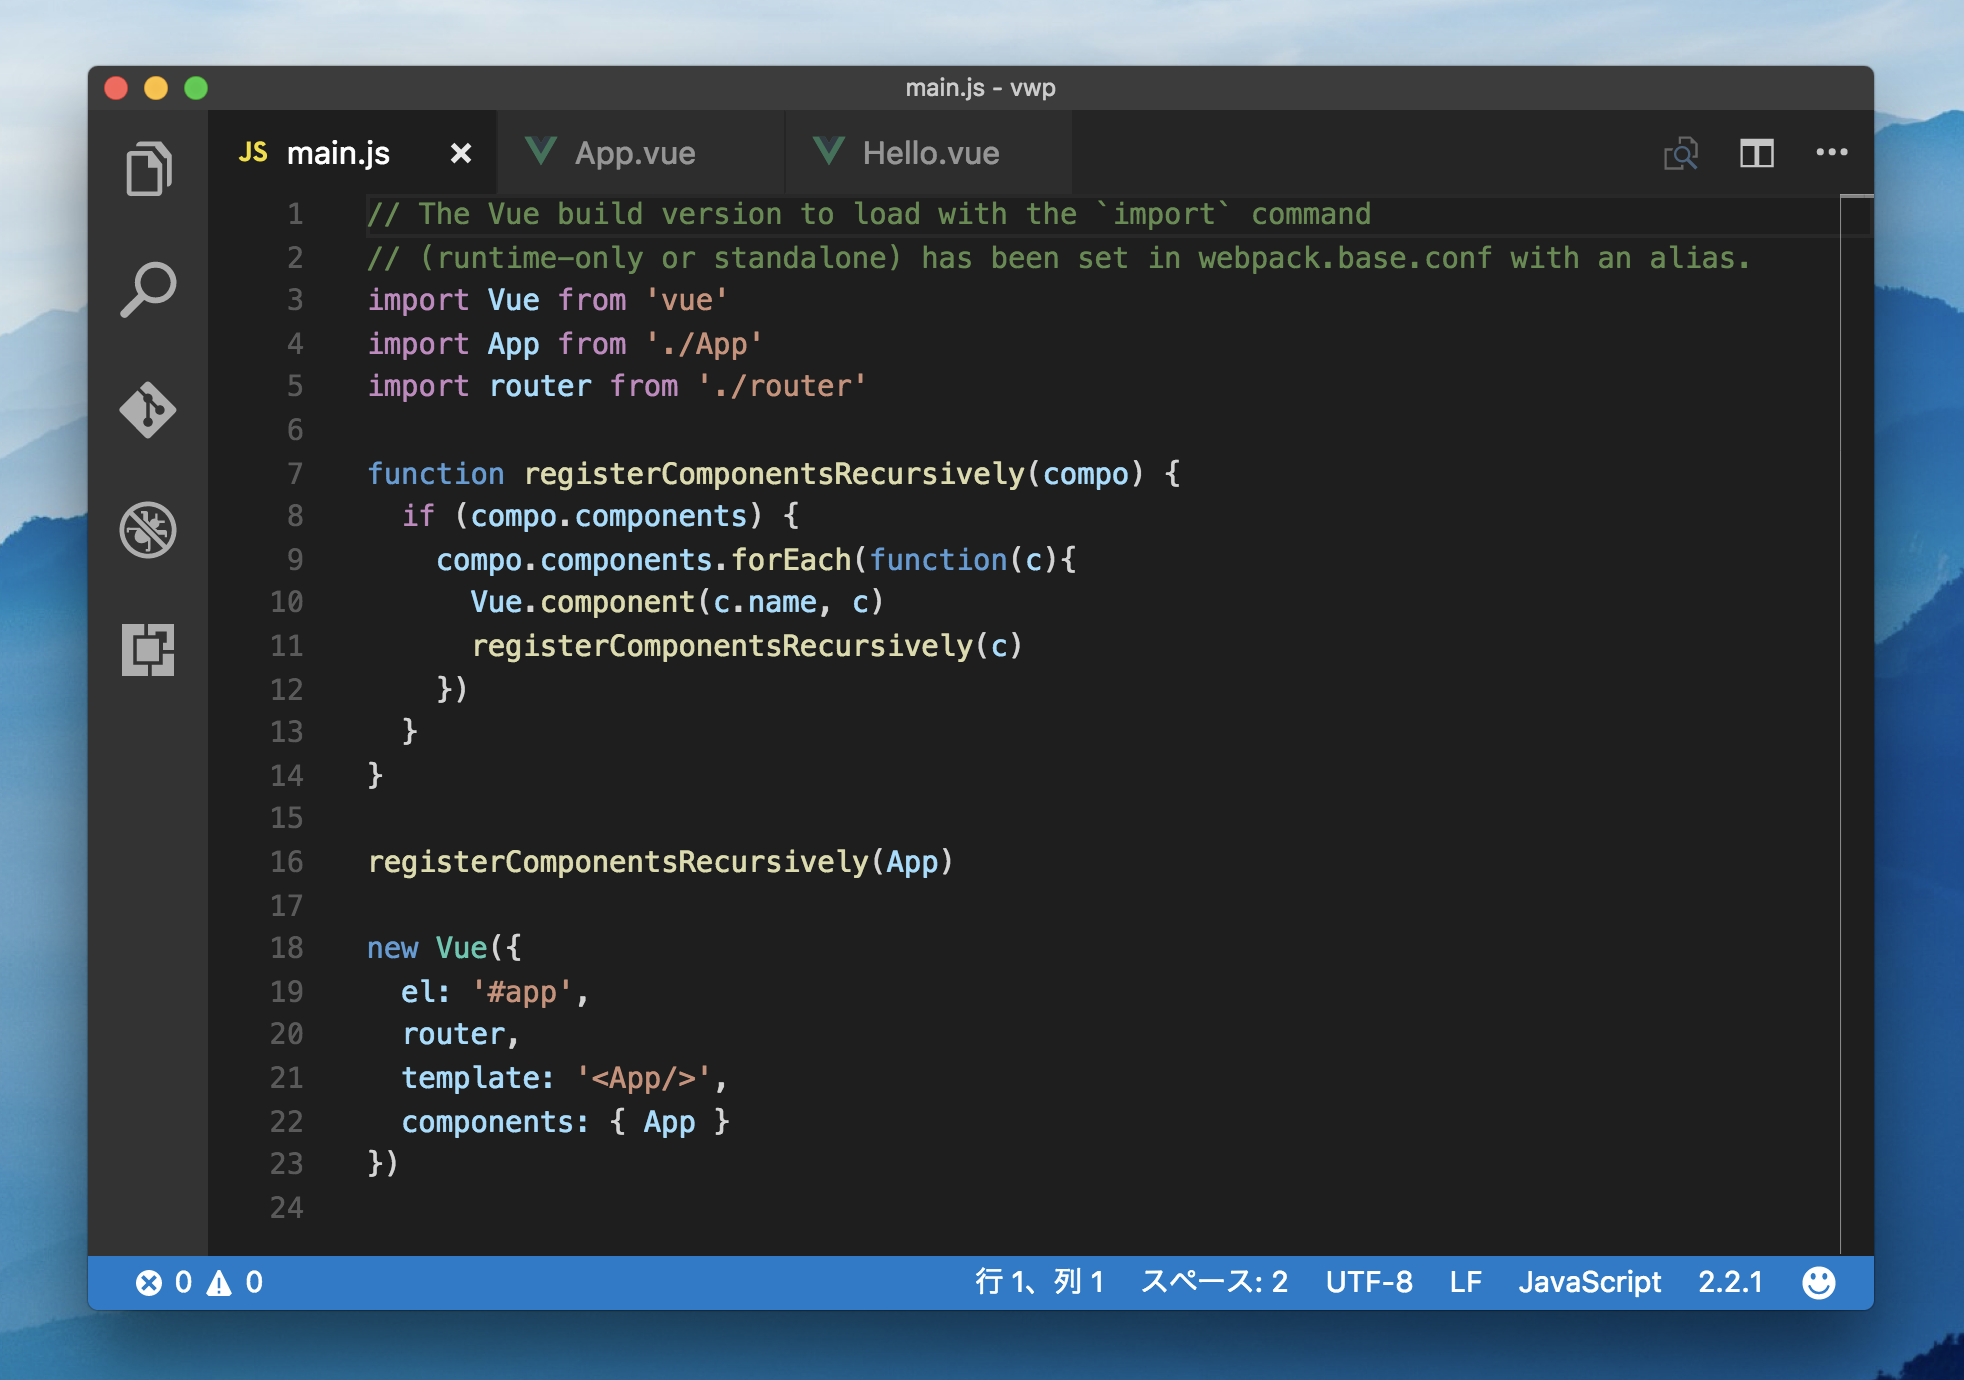 main.js - vwp
JS main.js × App.vue Hello.vue
1 // The Vue build version to load with the `import` command
2 // (runtime-only or standalone) has been set in webpack.base.conf with an alias.
3 import Vue from 'vue'
4 import App from './App'
5 import router from './router'
6
7 function registerComponentsRecursively(compo) {
8   if (compo.components) {
9     compo.components.forEach(function(c){
10       Vue.component(c.name, c)
11       registerComponentsRecursively(c)
12     })
13   }
14 }
15
16 registerComponentsRecursively(App)
17
18 new Vue({
19   el: '#app',
20   router,
21   template: '<App/>',
22   components: { App }
23 })
24
0 0 行 1、列 1 スペース: 2 UTF-8 LF JavaScript 2.2.1